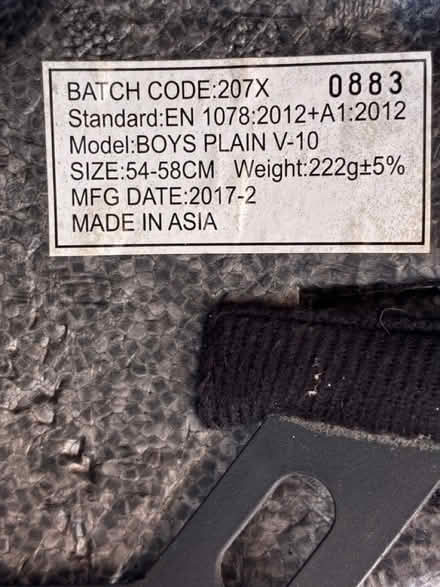 BATCH CODE:207X 0883
Standard:EN 1078:2012+A1:2012
Model:BOYS PLAIN V-10
SIZE:54-58CM Weight:222g±5%
MFG DATE:2017-2
MADE IN ASIA